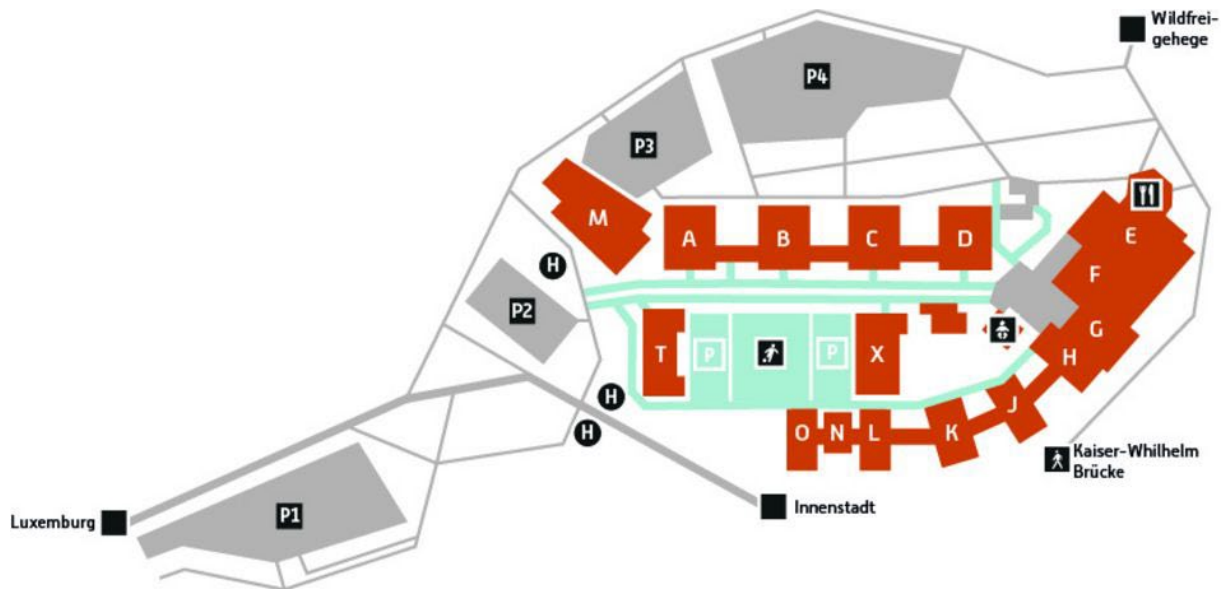 Wildfrei-
gehege
P4
P3
M
A
B
C
D
E
F
G
H
H
P2
T
P
P
X
J
H
H
O
N
L
K
Kaiser-Whilhelm
Brücke
P1
Luxemburg
Innenstadt